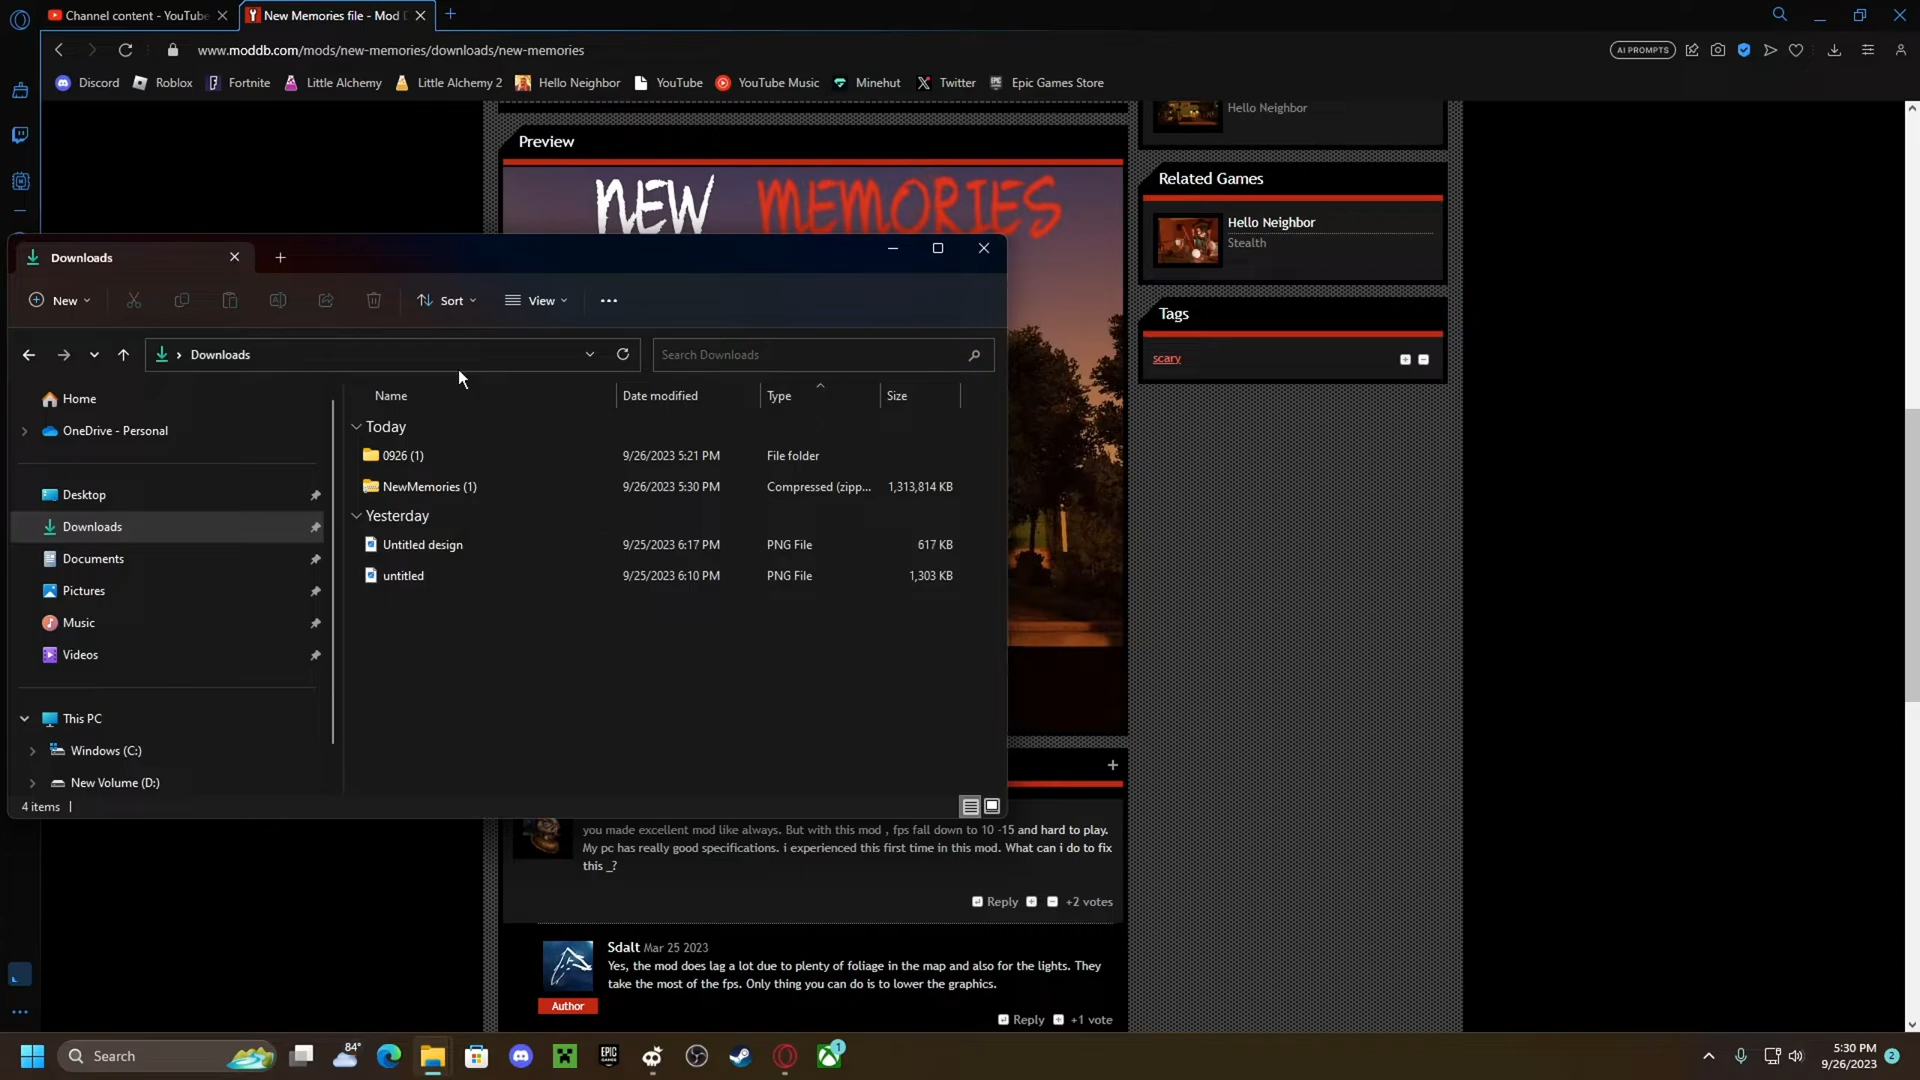 Channel content - YouTube
New Memories file - Mod D
www.moddb.com/mods/new-memories/downloads/new-memories
AI PROMPTS
Discord
Roblox
Fortnite
Little Alchemy
Little Alchemy 2
Hello Neighbor
YouTube
YouTube Music
Minehut
Twitter
Epic Games Store
Preview
NEW MEMORIES
Hello Neighbor
Related Games
Hello Neighbor
Stealth
Tags
scary
Downloads
New
Sort
View
Downloads
Search Downloads
Home
OneDrive - Personal
Desktop
Downloads
Documents
Pictures
Music
Videos
This PC
Windows (C:)
New Volume (D:)
Name Date modified Type Size
Today
0926 (1) 9/26/2023 5:21 PM File folder
NewMemories (1) 9/26/2023 5:30 PM Compressed (zipp... 1,313,814 KB
Yesterday
Untitled design 9/25/2023 6:17 PM PNG File 617 KB
untitled 9/25/2023 6:10 PM PNG File 1,303 KB
4 items
you made excellent mod like always. But with this mod , fps fall down to 10 -15 and hard to play.
My pc has really good specifications. i experienced this first time in this mod. What can i do to fix
this _?
Reply +2 votes
Sdalt Mar 25 2023
Yes, the mod does lag a lot due to plenty of foliage in the map and also for the lights. They
take the most of the fps. Only thing you can do is to lower the graphics.
Author
Reply +1 vote
Search
84°
EPIC GAMES
1
5:30 PM
9/26/2023
2